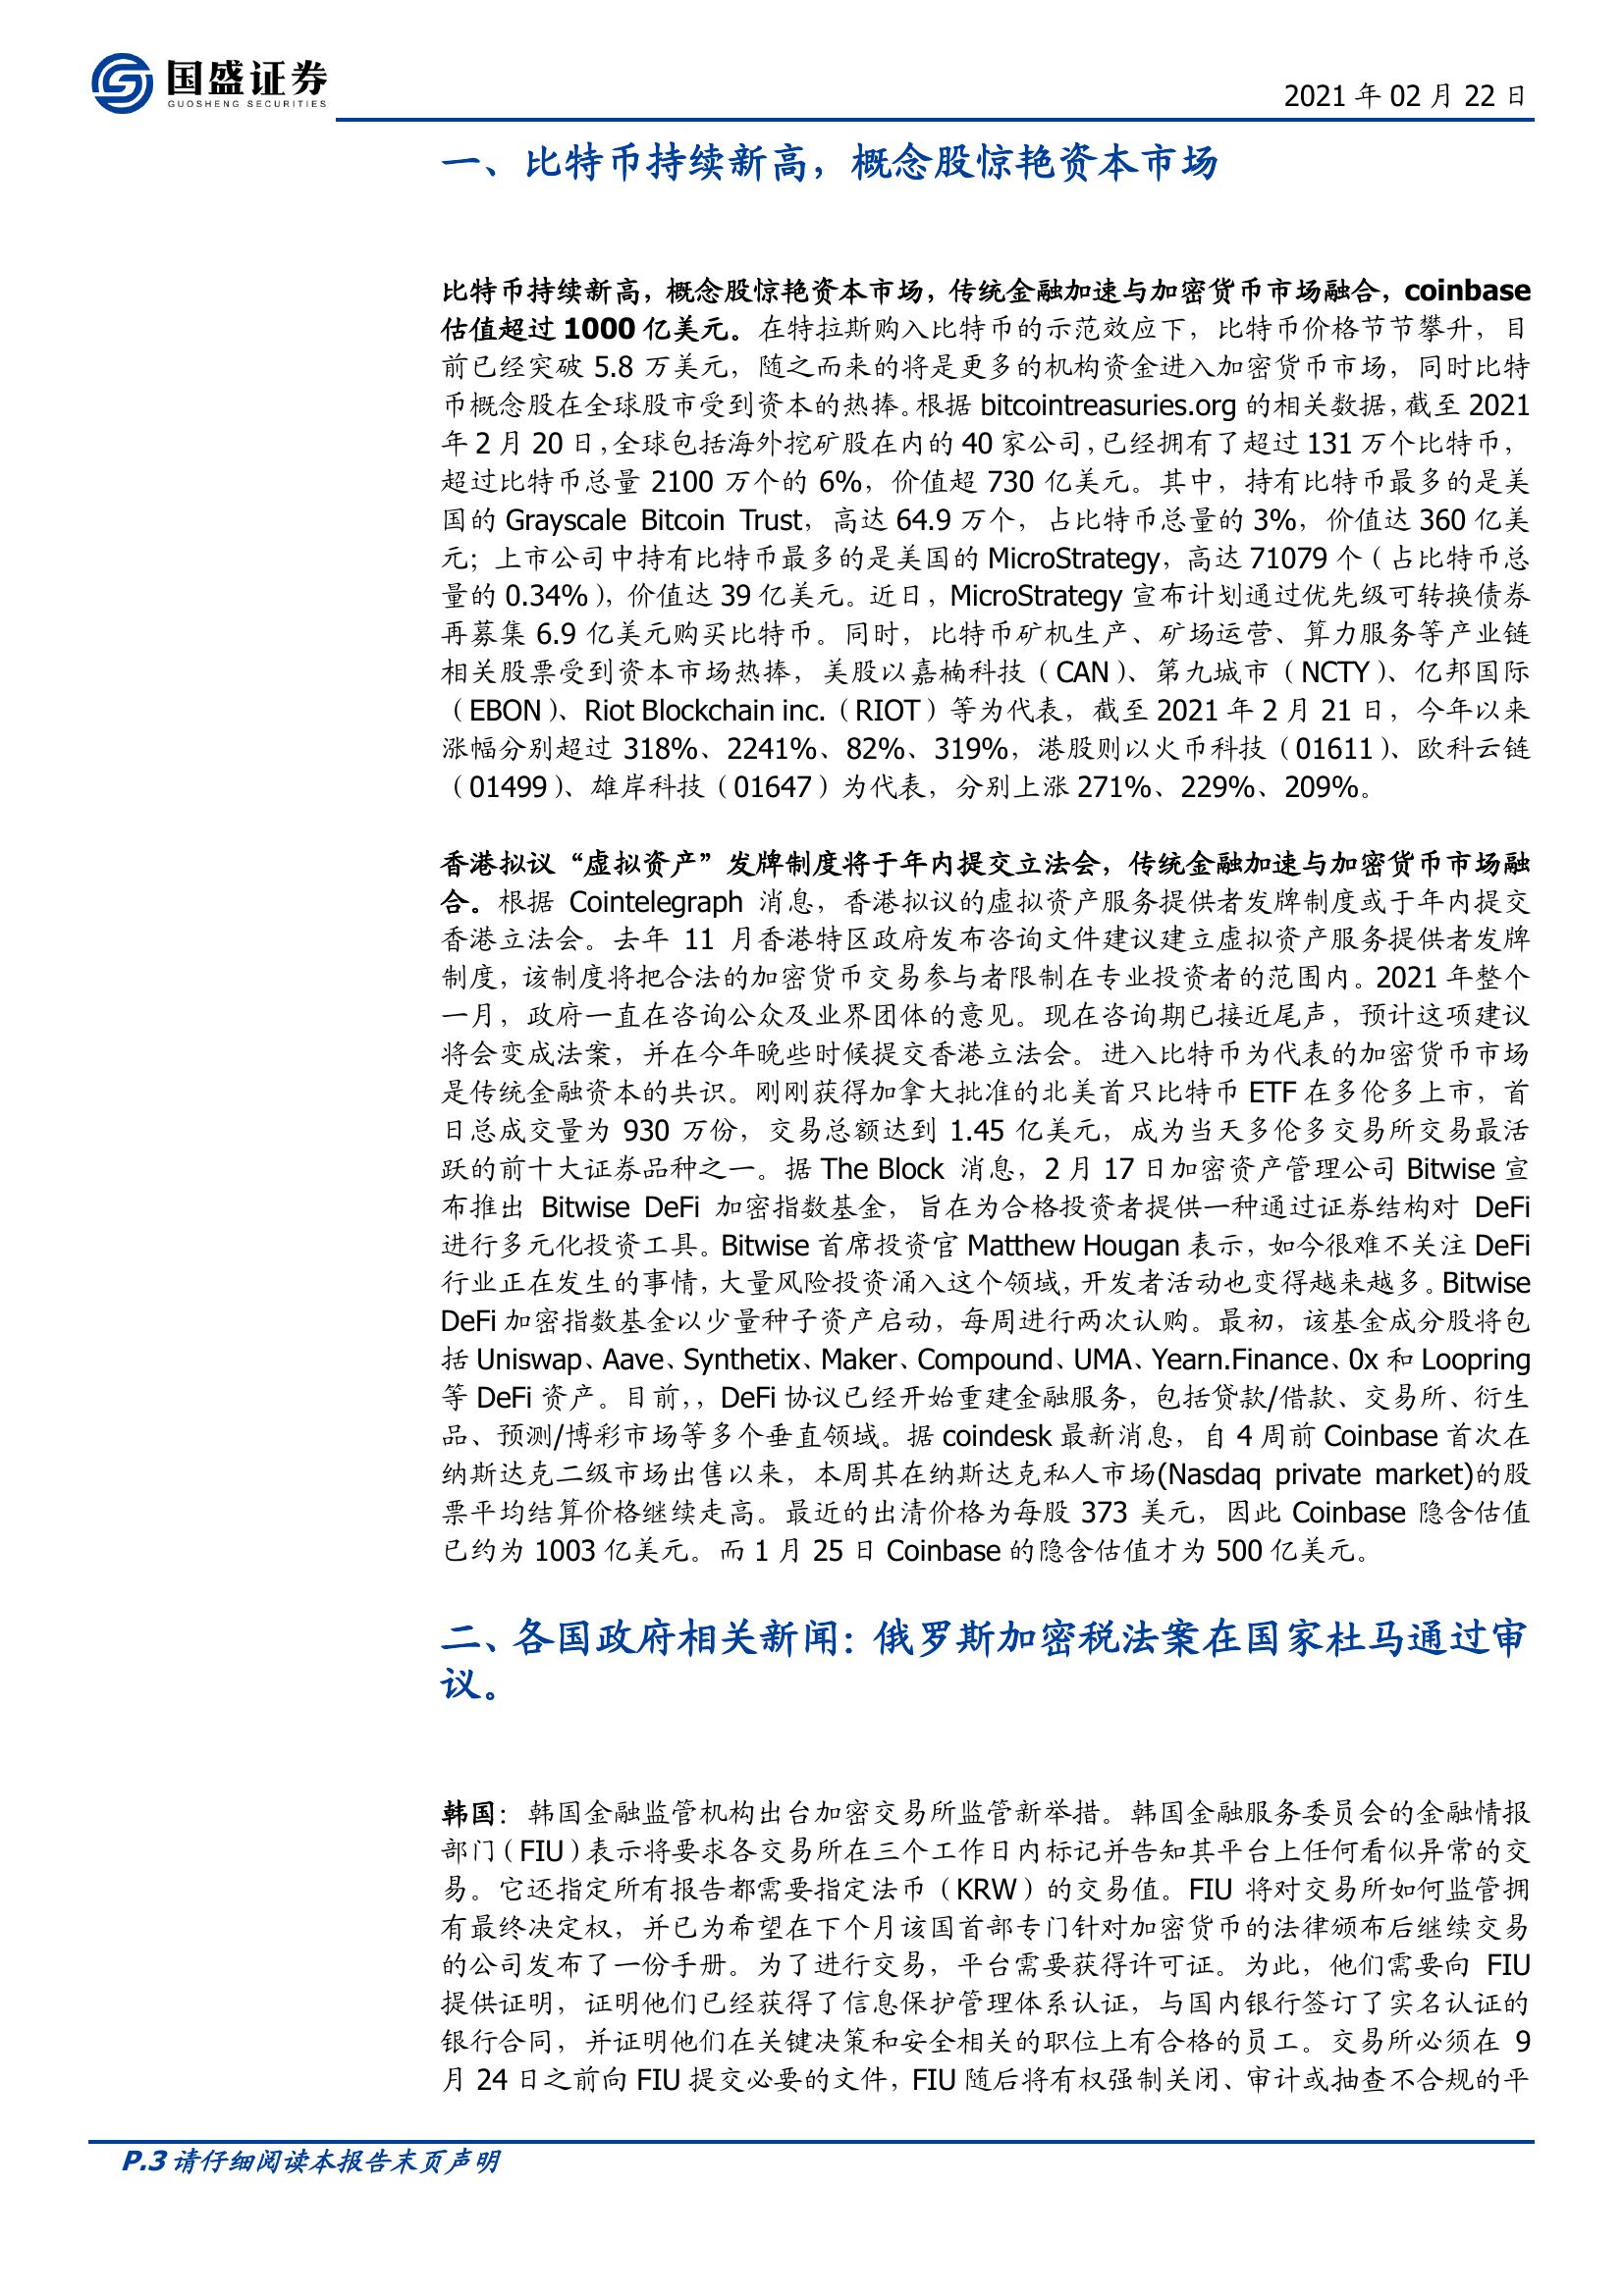 国盛证券
GUOSHENG SECURITIES
2021 年 02 月 22 日
一、比特币持续新高，概念股惊艳资本市场
比特币持续新高，概念股惊艳资本市场，传统金融加速与加密货币市场融合，coinbase
估值超过 1000 亿美元。在特拉斯购入比特币的示范效应下，比特币价格节节攀升，目
前已经突破 5.8 万美元，随之而来的将是更多的机构资金进入加密货币市场，同时比特
币概念股在全球股市受到资本的热捧。根据 bitcointreasuries.org 的相关数据，截至 2021
年 2 月 20 日，全球包括海外挖矿股在内的 40 家公司，已经拥有了超过 131 万个比特币，
超过比特币总量 2100 万个的 6%，价值超 730 亿美元。其中，持有比特币最多的是美
国的 Grayscale Bitcoin Trust，高达 64.9 万个，占比特币总量的 3%，价值达 360 亿美
元；上市公司中持有比特币最多的是美国的 MicroStrategy，高达 71079 个（占比特币总
量的 0.34%），价值达 39 亿美元。近日，MicroStrategy 宣布计划通过优先级可转换债券
再募集 6.9 亿美元购买比特币。同时，比特币矿机生产、矿场运营、算力服务等产业链
相关股票受到资本市场热捧，美股以嘉楠科技（CAN）、第九城市（NCTY）、亿邦国际
（EBON）、Riot Blockchain inc.（RIOT）等为代表，截至 2021 年 2 月 21 日，今年以来
涨幅分别超过 318%、2241%、82%、319%，港股则以火币科技（01611）、欧科云链
（01499）、雄岸科技（01647）为代表，分别上涨 271%、229%、209%。
香港拟议“虚拟资产”发牌制度将于年内提交立法会，传统金融加速与加密货币市场融
合。根据 Cointelegraph 消息，香港拟议的虚拟资产服务提供者发牌制度或于年内提交
香港立法会。去年 11 月香港特区政府发布咨询文件建议建立虚拟资产服务提供者发牌
制度，该制度将把合法的加密货币交易参与者限制在专业投资者的范围内。2021 年整个
一月，政府一直在咨询公众及业界团体的意见。现在咨询期已接近尾声，预计这项建议
将会变成法案，并在今年晚些时候提交香港立法会。进入比特币为代表的加密货币市场
是传统金融资本的共识。刚刚获得加拿大批准的北美首只比特币 ETF 在多伦多上市，首
日总成交量为 930 万份，交易总额达到 1.45 亿美元，成为当天多伦多交易所交易最活
跃的前十大证券品种之一。据 The Block 消息，2 月 17 日加密资产管理公司 Bitwise 宣
布推出 Bitwise DeFi 加密指数基金，旨在为合格投资者提供一种通过证券结构对 DeFi
进行多元化投资工具。Bitwise 首席投资官 Matthew Hougan 表示，如今很难不关注 DeFi
行业正在发生的事情，大量风险投资涌入这个领域，开发者活动也变得越来越多。Bitwise
DeFi 加密指数基金以少量种子资产启动，每周进行两次认购。最初，该基金成分股将包
括 Uniswap、Aave、Synthetix、Maker、Compound、UMA、Yearn.Finance、0x 和 Loopring
等 DeFi 资产。目前，，DeFi 协议已经开始重建金融服务，包括贷款/借款、交易所、衍生
品、预测/博彩市场等多个垂直领域。据 coindesk 最新消息，自 4 周前 Coinbase 首次在
纳斯达克二级市场出售以来，本周其在纳斯达克私人市场(Nasdaq private market)的股
票平均结算价格继续走高。最近的出清价格为每股 373 美元，因此 Coinbase 隐含估值
已约为 1003 亿美元。而 1 月 25 日 Coinbase 的隐含估值才为 500 亿美元。
二、各国政府相关新闻：俄罗斯加密税法案在国家杜马通过审
议。
韩国：韩国金融监管机构出台加密交易所监管新举措。韩国金融服务委员会的金融情报
部门（FIU）表示将要求各交易所在三个工作日内标记并告知其平台上任何看似异常的交
易。它还指定所有报告都需要指定法币（KRW）的交易值。FIU 将对交易所如何监管拥
有最终决定权，并已为希望在下个月该国首部专门针对加密货币的法律颁布后继续交易
的公司发布了一份手册。为了进行交易，平台需要获得许可证。为此，他们需要向 FIU
提供证明，证明他们已经获得了信息保护管理体系认证，与国内银行签订了实名认证的
银行合同，并证明他们在关键决策和安全相关的职位上有合格的员工。交易所必须在 9
月 24 日之前向 FIU 提交必要的文件，FIU 随后将有权强制关闭、审计或抽查不合规的平
P.3 请仔细阅读本报告末页声明